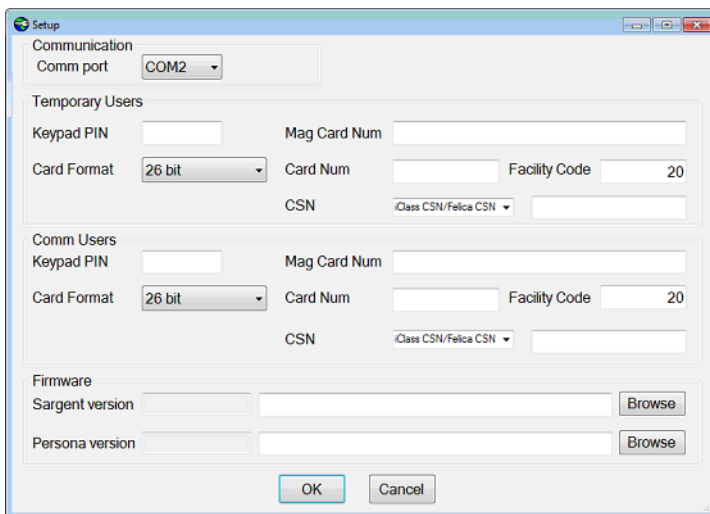 Setup
Communication
Comm port COM2
Temporary Users
Keypad PIN Mag Card Num
Card Format 26 bit Card Num Facility Code 20
CSN iClass CSN/Felica CSN
Comm Users
Keypad PIN Mag Card Num
Card Format 26 bit Card Num Facility Code 20
CSN iClass CSN/Felica CSN
Firmware
Sargent version Browse
Persona version Browse
OK Cancel